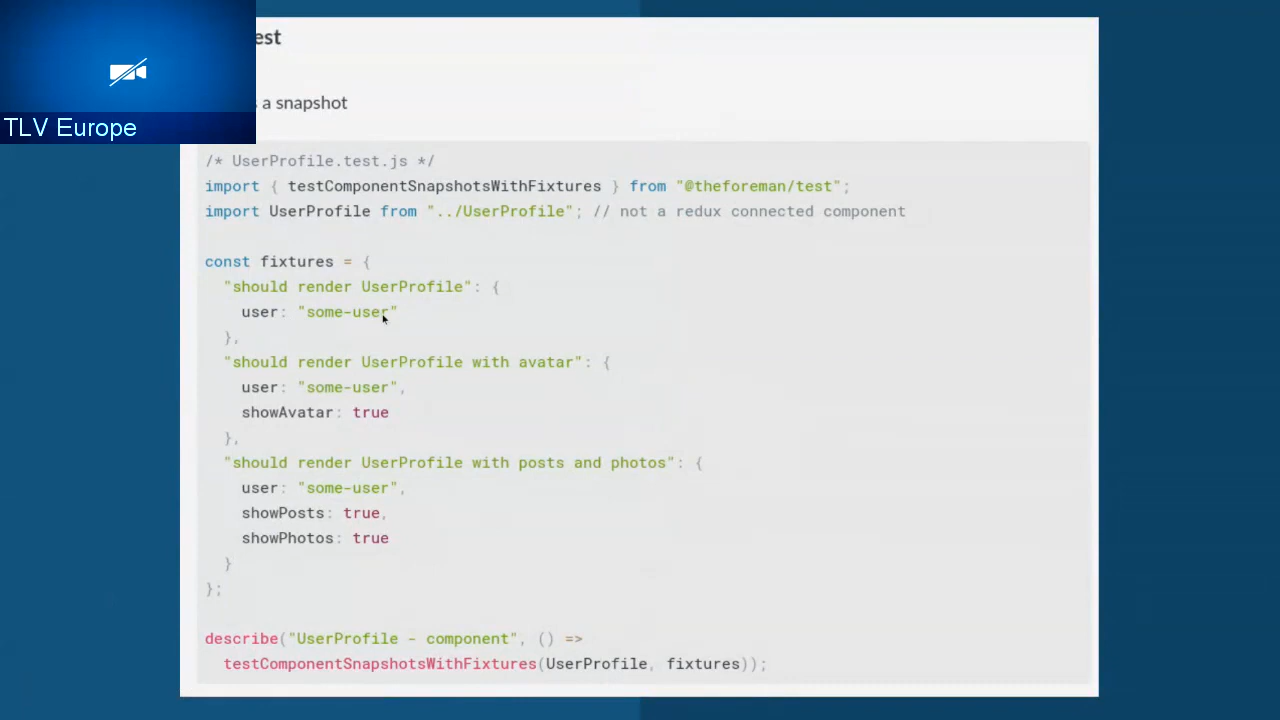 est
TLV Europe
a snapshot
/* UserProfile.test.js */
import { testComponentSnapshotsWithFixtures } from "@theforeman/test";
import UserProfile from "../UserProfile"; // not a redux connected component
const fixtures = {
"should render UserProfile": {
user: "some-user"
},
"should render UserProfile with avatar": {
user: "some-user",
showAvatar: true
},
"should render UserProfile with posts and photos": {
user: "some-user",
showPosts: true,
showPhotos: true
}
};
describe("UserProfile - component", () =>
testComponentSnapshotsWithFixtures(UserProfile, fixtures));